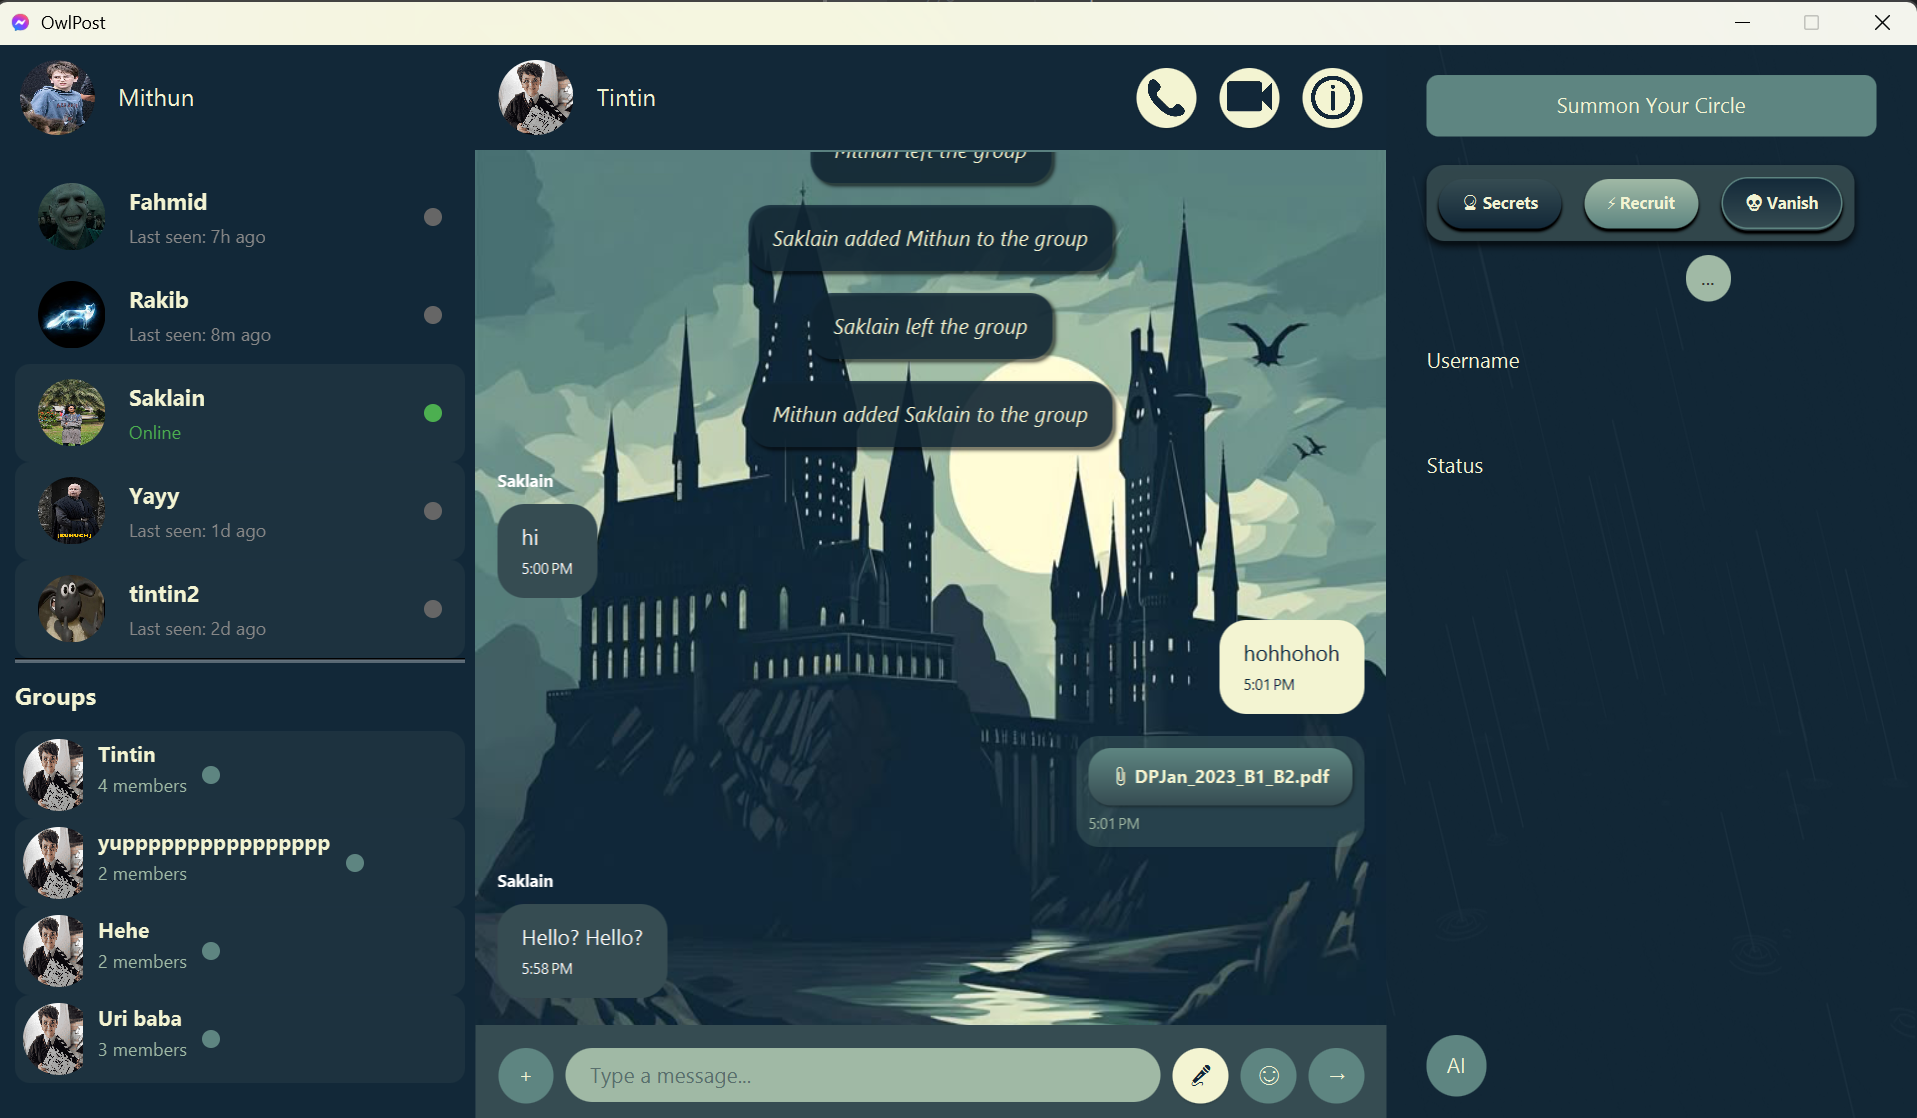 OwlPost
Mithun
Fahmid
Last seen: 7h ago
Rakib
Last seen: 8m ago
Saklain
Online
Yayy
Last seen: 1d ago
tintin2
Last seen: 2d ago
Groups
Tintin
4 members
yupppppppppppppppp
2 members
Hehe
2 members
Uri baba
3 members
Tintin
Mithun left the group
Saklain added Mithun to the group
Saklain left the group
Mithun added Saklain to the group
Saklain
hi
5:00 PM
hohhohoh
5:01 PM
DPJan_2023_B1_B2.pdf
5:01 PM
Saklain
Hello? Hello?
5:58 PM
+
Type a message...
→
Summon Your Circle
Secrets
⚡ Recruit
Vanish
...
Username
Status
AI